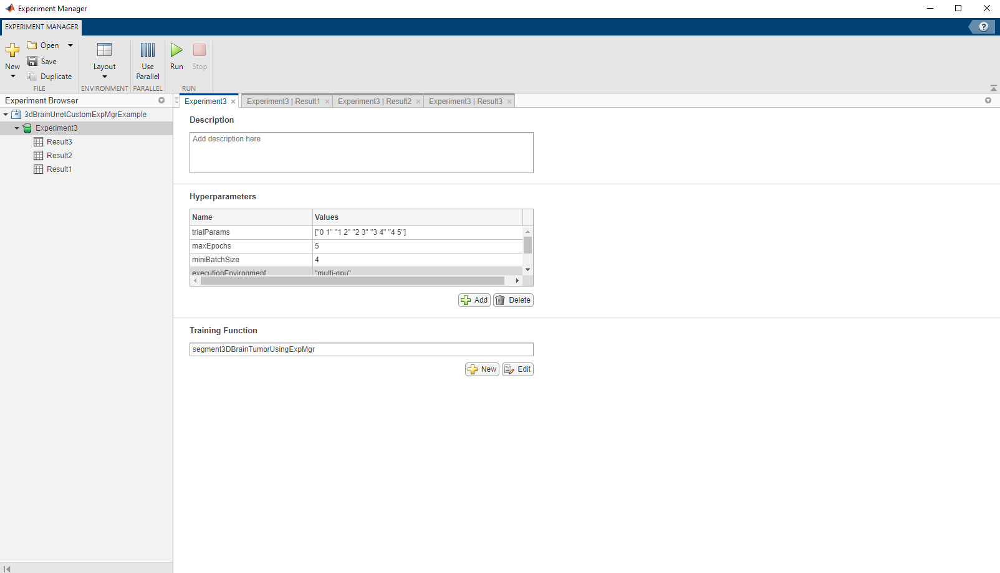 Experiment Manager
EXPERIMENT MANAGER
?
New
Open
Save
Duplicate
FILE
Layout
ENVIRONMENT
Use
Parallel
PARALLEL
Run
Stop
RUN
Experiment Browser
3dBrainUnetCustomExpMgrExample
Experiment3
Result3
Result2
Result1
Experiment3 Experiment3 | Result1 Experiment3 | Result2 Experiment3 | Result3
Description
Add description here
Hyperparameters
Name Values
trialParams ["0 1" "1 2" "2 3" "3 4" "4 5"]
maxEpochs 5
miniBatchSize 4
executionEnvironment "multi-gpu"
Add Delete
Training Function
segment3DBrainTumorUsingExpMgr
New Edit